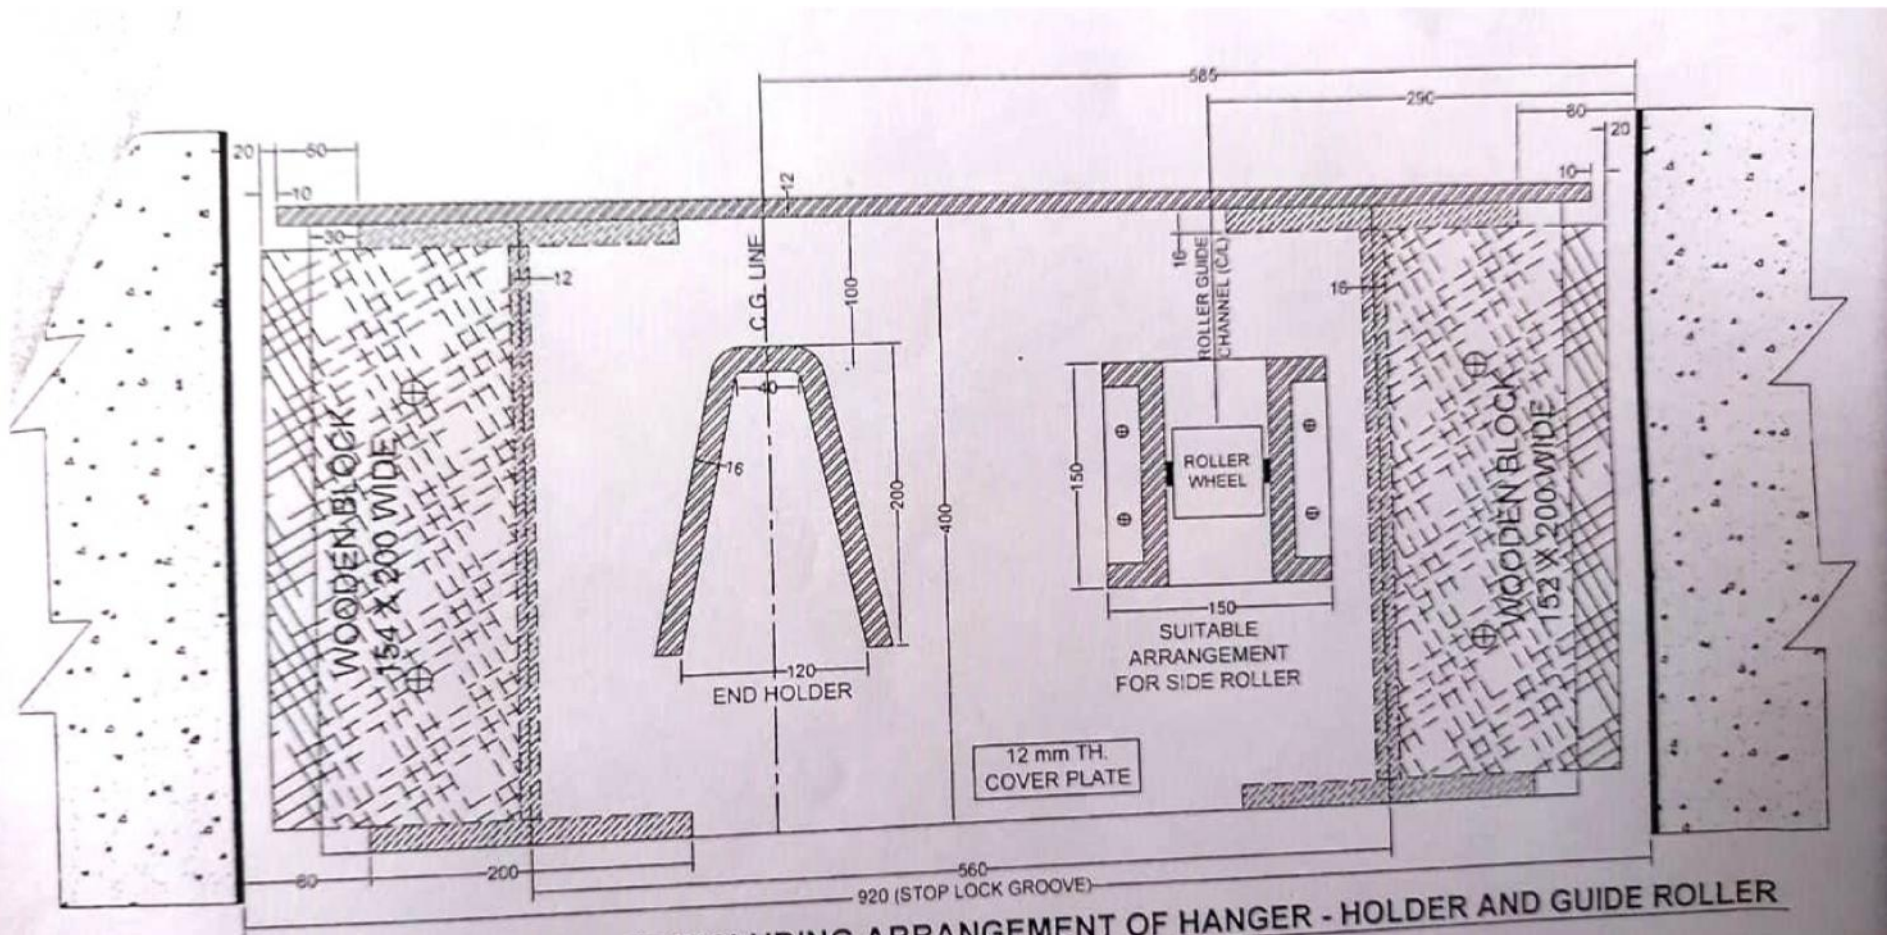 585
290
80
20
10
20
50
10
12
30
12
C.G. LINE
100
16
ROLLER GUIDE
CHANNEL (C/L)
16
40
16
200
400
WOODEN BLOCK
154 X 200 WIDE
150
ROLLER
WHEEL
WOODEN BLOCK
152 X 200 WIDE
150
SUITABLE
ARRANGEMENT
FOR SIDE ROLLER
120
END HOLDER
12 mm TH.
COVER PLATE
200
560
920 (STOP LOCK GROOVE)
ARRANGEMENT OF HANGER - HOLDER AND GUIDE ROLLER